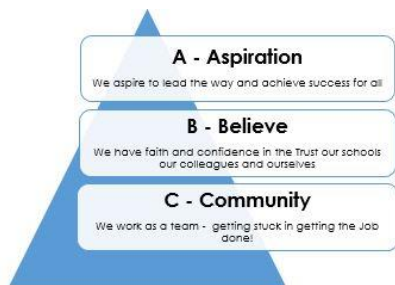 A - Aspiration
We aspire to lead the way and achieve success for all
B - Believe
We have faith and confidence in the Trust our schools
our colleagues and ourselves
C - Community
We work as a team - getting stuck in getting the Job
done!